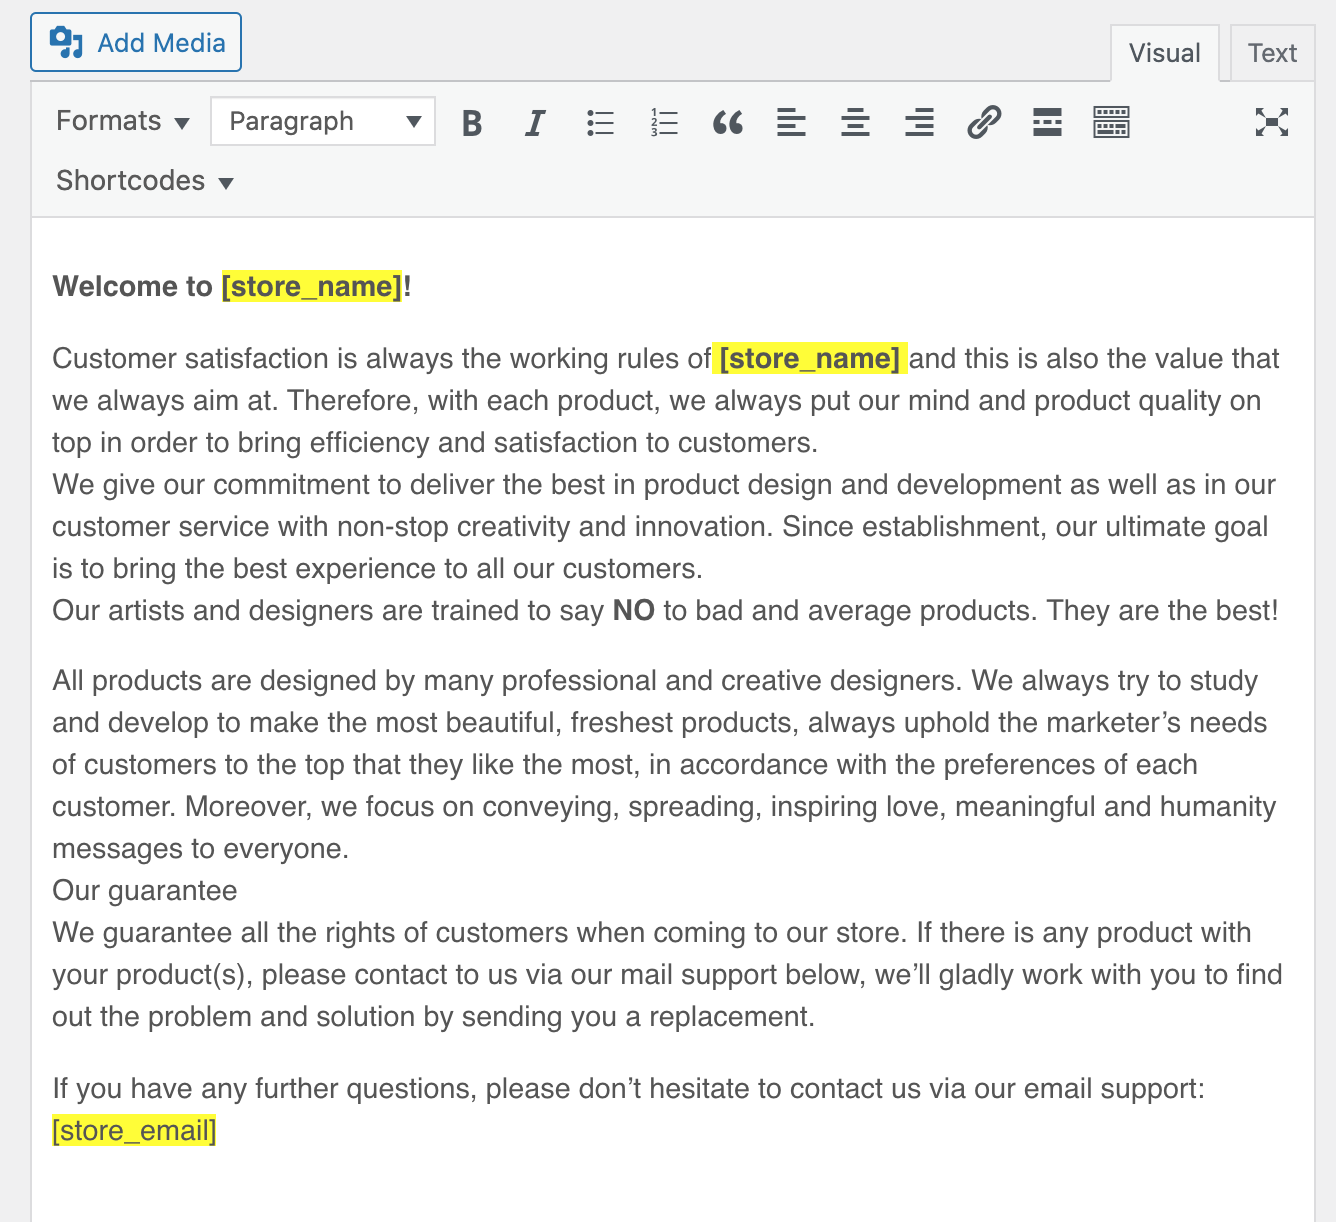 Add Media
Visual
Text
Formats
Paragraph
B
I
1
2
3
Shortcodes
Welcome to [store_name]!
Customer satisfaction is always the working rules of [store_name] and this is also the value that
we always aim at. Therefore, with each product, we always put our mind and product quality on
top in order to bring efficiency and satisfaction to customers.
We give our commitment to deliver the best in product design and development as well as in our
customer service with non-stop creativity and innovation. Since establishment, our ultimate goal
is to bring the best experience to all our customers.
Our artists and designers are trained to say NO to bad and average products. They are the best!
All products are designed by many professional and creative designers. We always try to study
and develop to make the most beautiful, freshest products, always uphold the marketer’s needs
of customers to the top that they like the most, in accordance with the preferences of each
customer. Moreover, we focus on conveying, spreading, inspiring love, meaningful and humanity
messages to everyone.
Our guarantee
We guarantee all the rights of customers when coming to our store. If there is any product with
your product(s), please contact to us via our mail support below, we’ll gladly work with you to find
out the problem and solution by sending you a replacement.
If you have any further questions, please don’t hesitate to contact us via our email support:
[store_email]